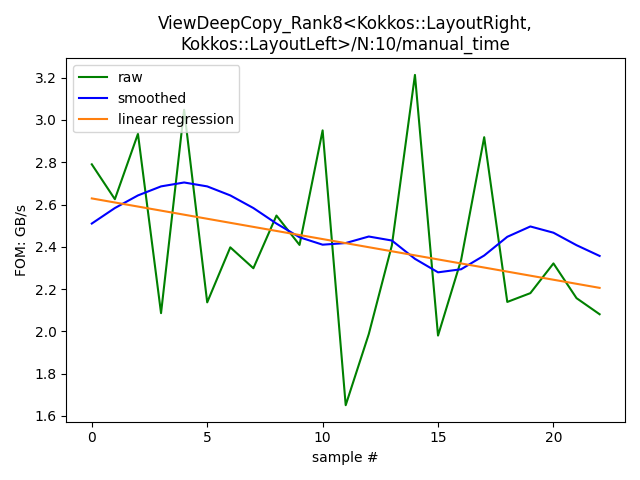 ViewDeepCopy_Rank8<Kokkos::LayoutRight,
Kokkos::LayoutLeft>/N:10/manual_time
raw
smoothed
linear regression
FOM: GB/s
3.2
3.0
2.8
2.6
2.4
2.2
2.0
1.8
1.6
0 5 10 15 20
sample #